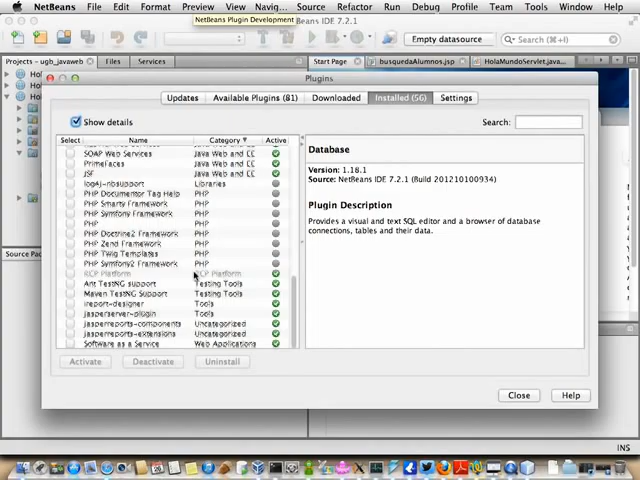 NetBeans File Edit Format Preview View Navig... Source Refactor Run Debug Profile Team Tools Window Help
NetBeans Plugin Development
Beans IDE 7.2.1
Empty datasource
Search (⌘+I)
Projects - ugb_javaweb
Files
Services
Start Page
busquedaAlumnos.jsp
HolaMundoServlet.java
Plugins
Updates
Available Plugins (81)
Downloaded
Installed (56)
Settings
Show details
Search:
Select Name Category Active
SOAP Web Services Java Web and EE
PrimeFaces Java Web and EE
JSF Java Web and EE
log4j-nbsupport Libraries
PHP Documentor Tag Help PHP
PHP Smarty Framework PHP
PHP Symfony Framework PHP
PHP PHP
PHP Doctrine2 Framework PHP
PHP Zend Framework PHP
PHP Twig Templates PHP
PHP Symfony2 Framework PHP
RCP Platform RCP Platform
Ant TestNG support Testing Tools
Maven TestNG Support Testing Tools
ireport-designer Tools
jasperserver-plugin Tools
jasperreports-components Uncategorized
jasperreports-extensions Uncategorized
Software as a Service Web Applications
Database
Version: 1.18.1
Source: NetBeans IDE 7.2.1 (Build 201210100934)
Plugin Description
Provides a visual and text SQL editor and a browser of database
connections, tables and their data.
Activate
Deactivate
Uninstall
Close
Help
Source Pac
INS